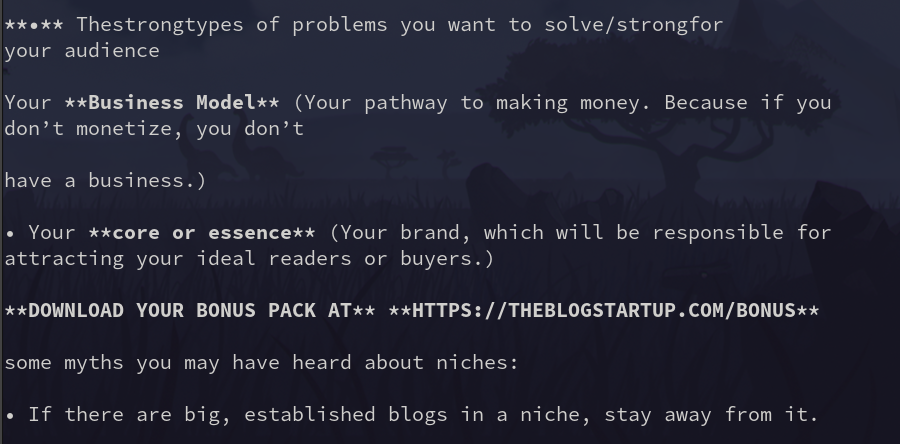 **•** Thestrongtypes of problems you want to solve/strongfor
your audience
Your **Business Model** (Your pathway to making money. Because if you
don’t monetize, you don’t
have a business.)
• Your **core or essence** (Your brand, which will be responsible for
attracting your ideal readers or buyers.)
**DOWNLOAD YOUR BONUS PACK AT** **HTTPS://THEBLOGSTARTUP.COM/BONUS**
some myths you may have heard about niches:
• If there are big, established blogs in a niche, stay away from it.